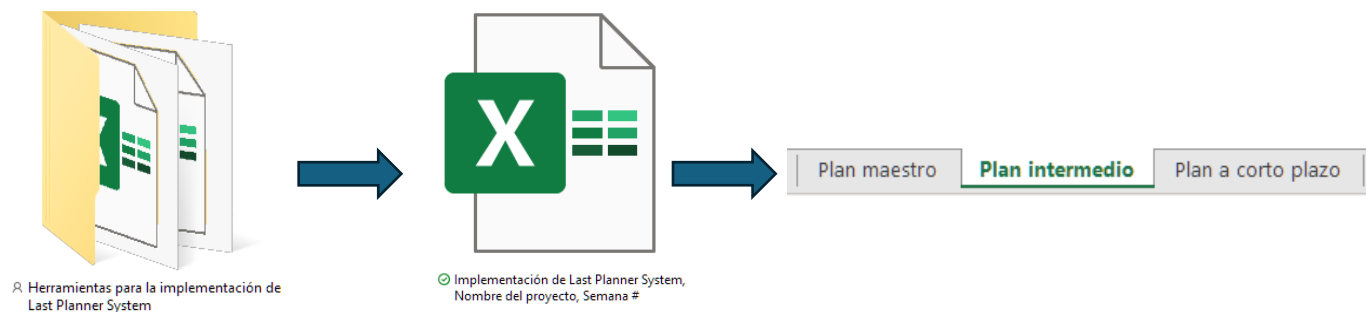 X
Plan maestro
Plan intermedio
Plan a corto plazo
Herramientas para la implementación de
Last Planner System
Implementación de Last Planner System,
Nombre del proyecto, Semana #